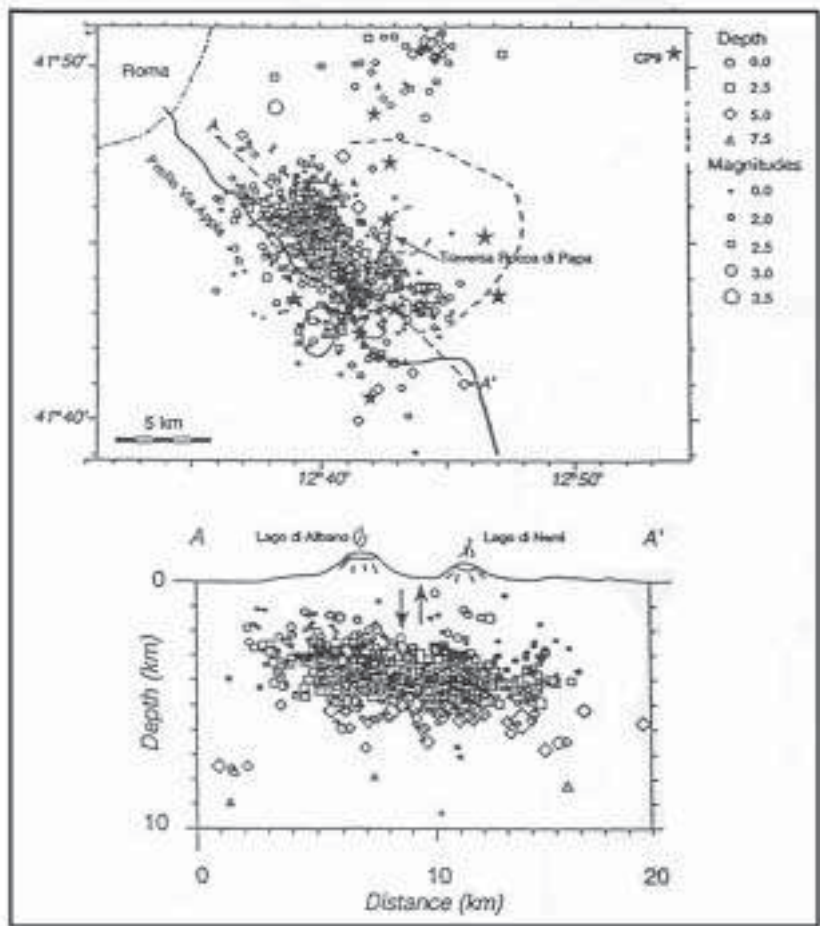 41°50'
Roma
CP9
Depth
0.0
2.5
5.0
7.5
Magnitudes
0.0
2.0
2.5
3.0
3.5
A
Profilo Via Appia
Traversa Rocca di Papa
A'
41°40'
5 km
12°40'
12°50'
A
Lago di Albano
Lago di Nemi
A'
0
Depth (km)
10
0
10
20
Distance (km)